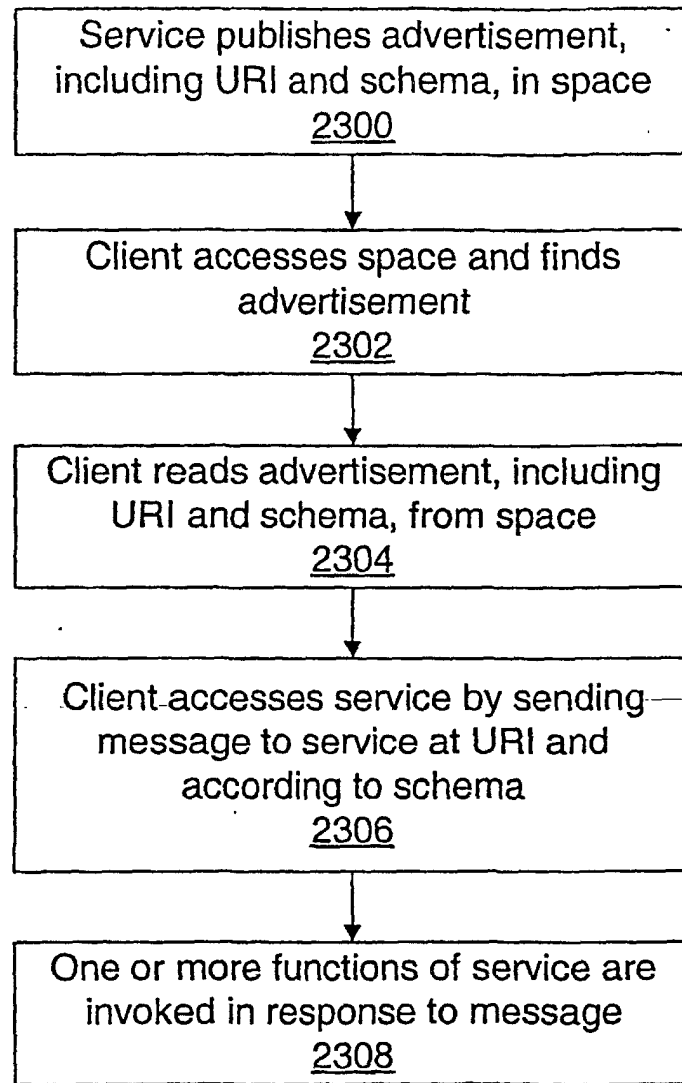 Service publishes advertisement,
including URI and schema, in space
2300
Client accesses space and finds
advertisement
2302
Client reads advertisement, including
URI and schema, from space
2304
Client accesses service by sending
message to service at URI and
according to schema
2306
One or more functions of service are
invoked in response to message
2308